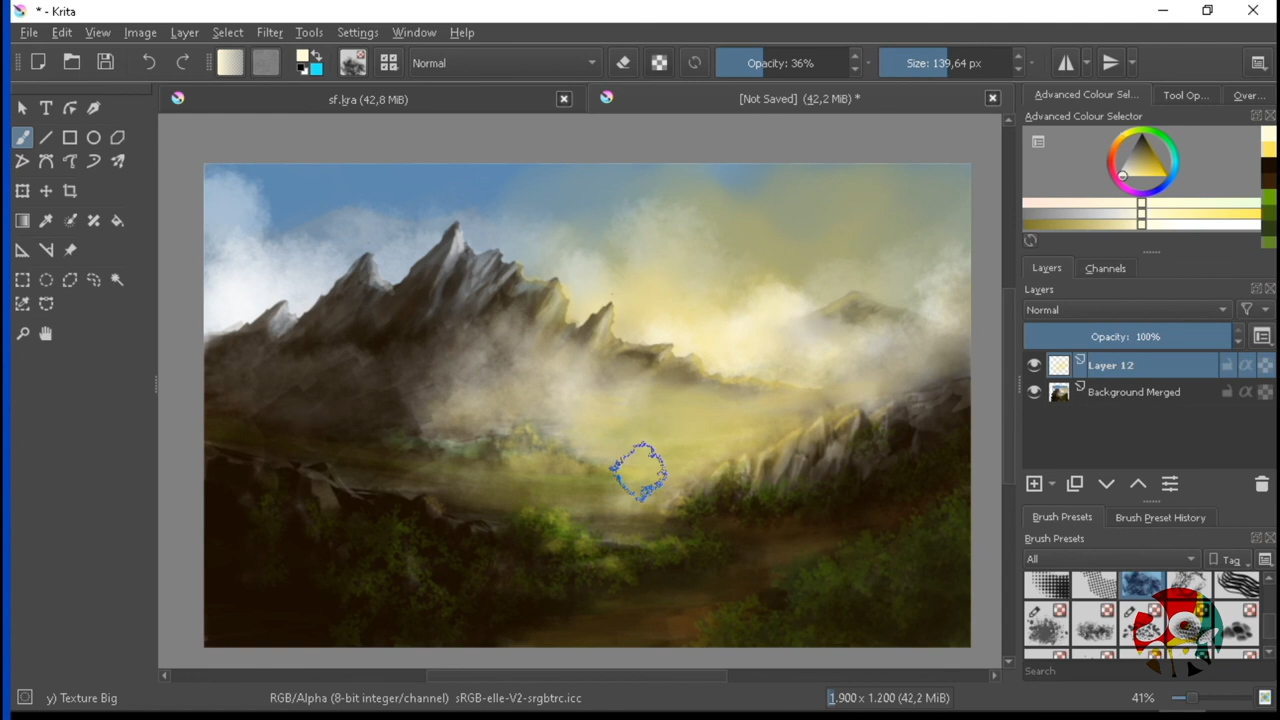 * - Krita
File Edit View Image Layer Select Filter Tools Settings Window Help
Normal
Opacity: 36%
Size: 139,64 px
sf.kra (42,8 MiB)
[Not Saved] (42,2 MiB) *
Advanced Colour Sel...
Tool Op...
Over...
Advanced Colour Selector
Layers
Channels
Layers
Normal
Opacity: 100%
Layer 12
Background Merged
Brush Presets
Brush Preset History
Brush Presets
All
Tag
Search
y) Texture Big
RGB/Alpha (8-bit integer/channel) sRGB-elle-V2-srgbtrc.icc
1.900 x 1.200 (42,2 MiB)
41%